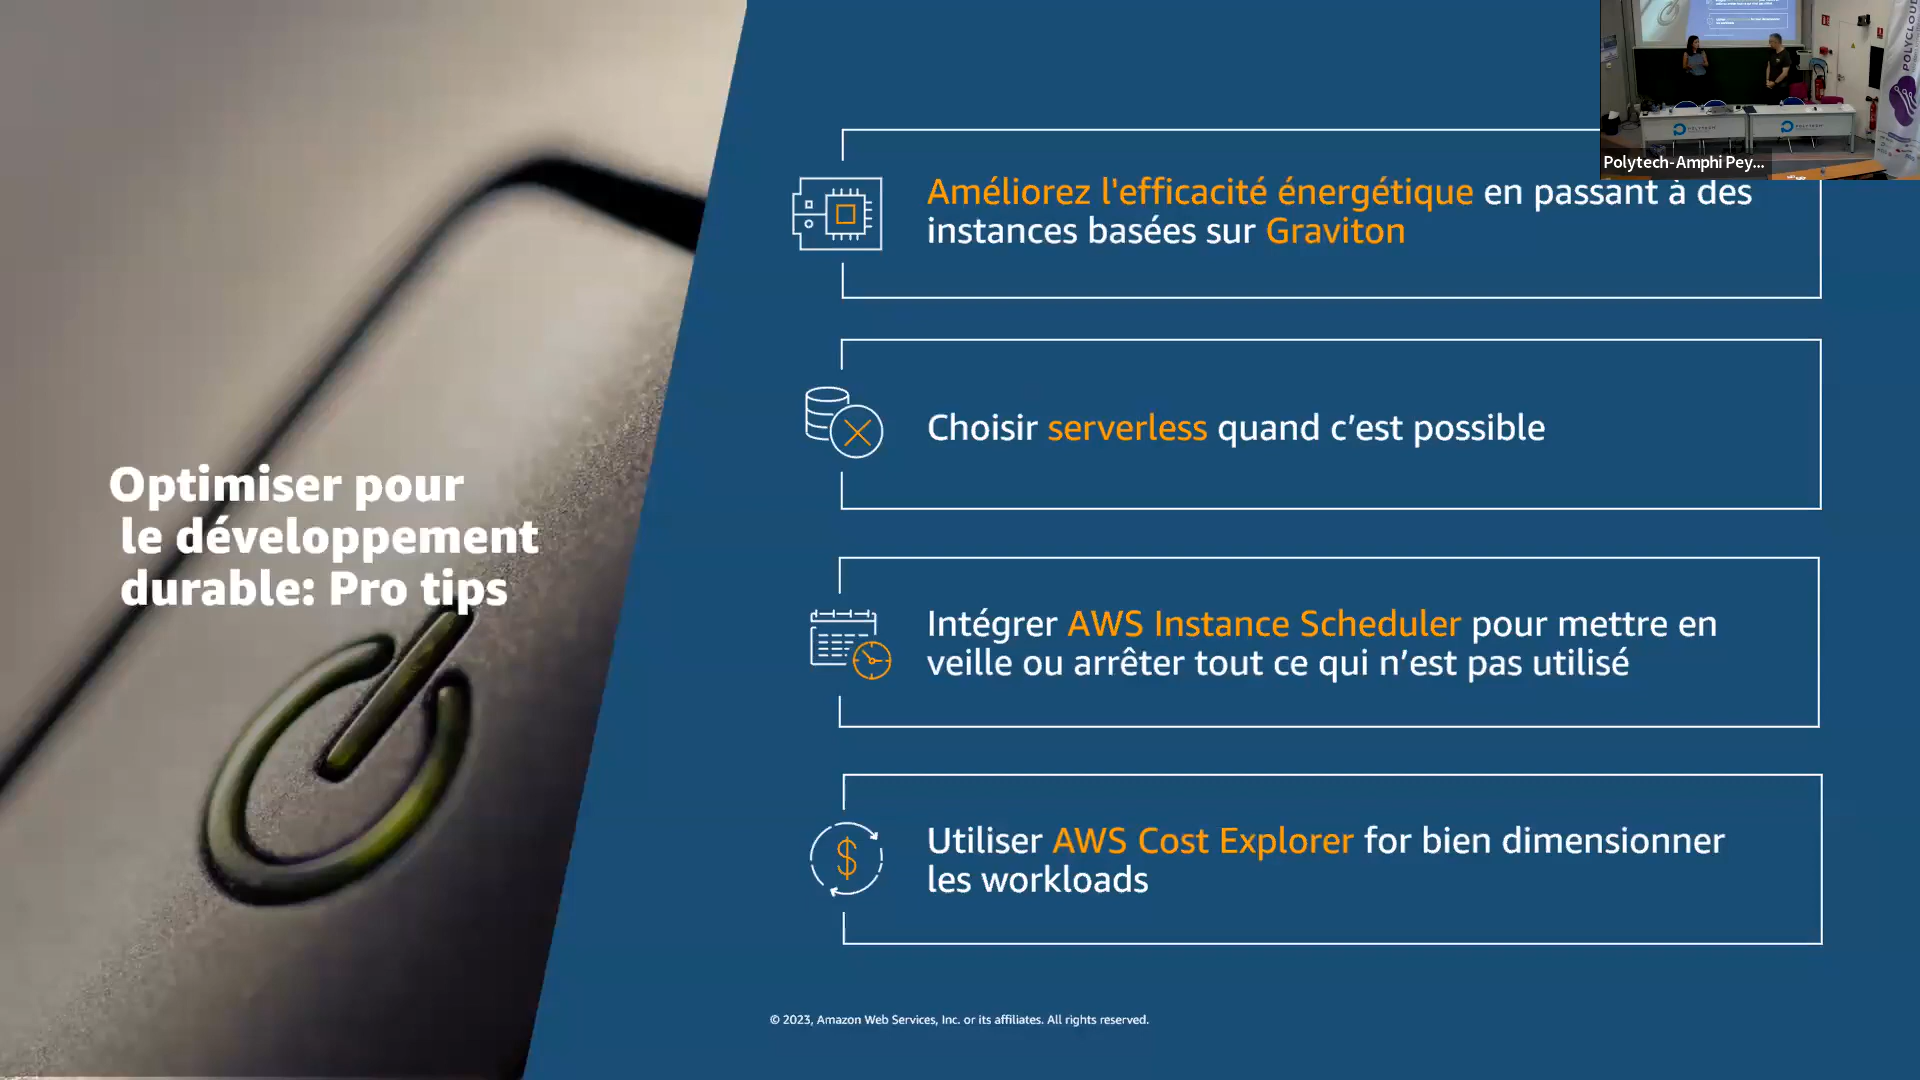 Optimiser pour
le développement
durable: Pro tips
Améliorez l'efficacité énergétique en passant à des
instances basées sur Graviton
Choisir serverless quand c’est possible
Intégrer AWS Instance Scheduler pour mettre en
veille ou arrêter tout ce qui n’est pas utilisé
Utiliser AWS Cost Explorer for bien dimensionner
les workloads
© 2023, Amazon Web Services, Inc. or its affiliates. All rights reserved.
Polytech-Amphi Pey...
POLYTECH
POLYTECH
POLYCLOUD